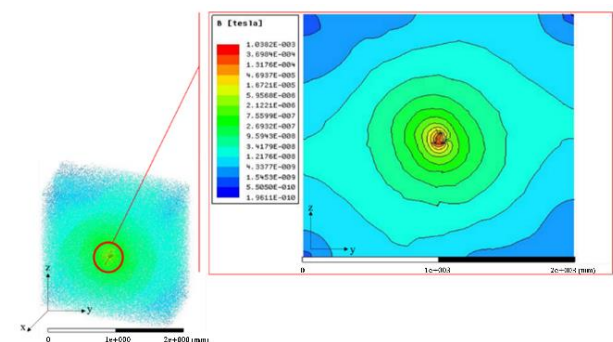 B [tesla]
1.0382E-003
3.6984E-004
1.3176E-004
4.6937E-005
1.6721E-005
5.9568E-006
2.1221E-006
7.5599E-007
2.6932E-007
9.5943E-008
3.4179E-008
1.2176E-008
4.3377E-009
1.5453E-009
5.5050E-010
1.9611E-010
z
y
0 1e+003 2e+003 (mm)
z
y
x
0 1e+003 2e+003 (mm)